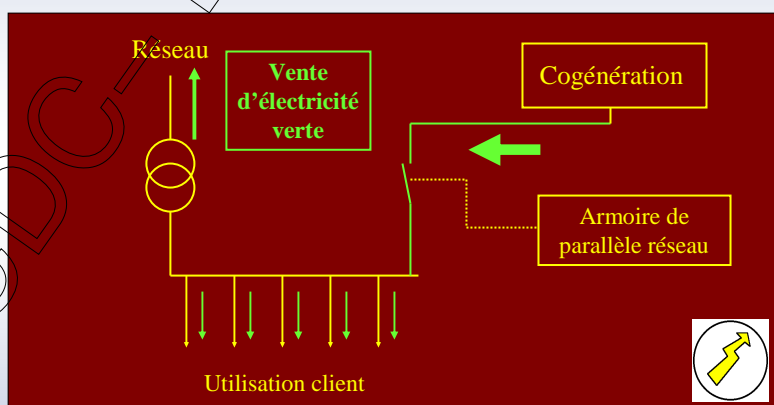 Réseau
Vente
d'électricité
verte
Cogénération
Armoire de
parallèle réseau
Utilisation client